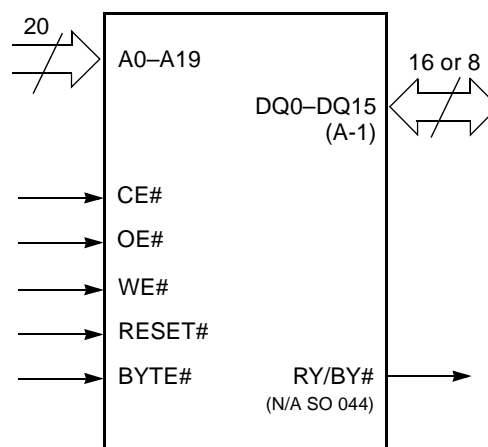 20
A0–A19
16 or 8
DQ0–DQ15
(A-1)
CE#
OE#
WE#
RESET#
BYTE#
RY/BY#
(N/A SO 044)